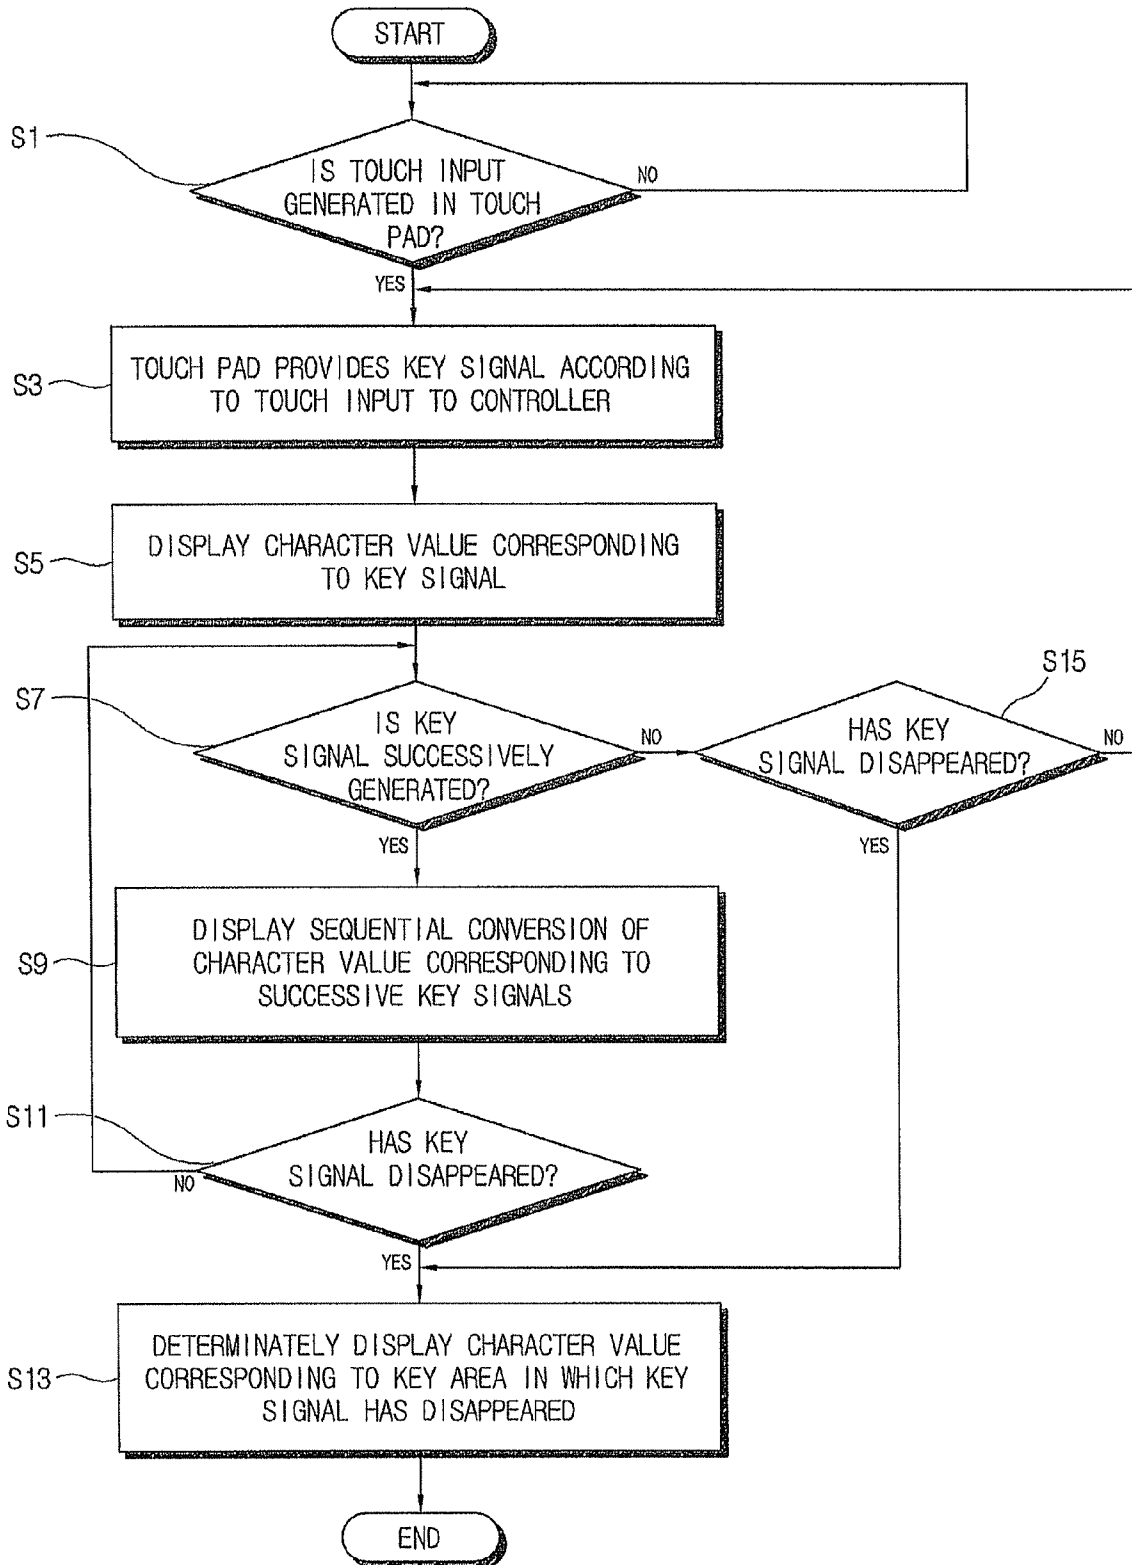 START
S1
IS TOUCH INPUT
GENERATED IN TOUCH
PAD?
NO
YES
S3
TOUCH PAD PROVIDES KEY SIGNAL ACCORDING
TO TOUCH INPUT TO CONTROLLER
S5
DISPLAY CHARACTER VALUE CORRESPONDING
TO KEY SIGNAL
S7
IS KEY
SIGNAL SUCCESSIVELY
GENERATED?
NO
YES
S15
HAS KEY
SIGNAL DISAPPEARED?
NO
YES
S9
DISPLAY SEQUENTIAL CONVERSION OF
CHARACTER VALUE CORRESPONDING TO
SUCCESSIVE KEY SIGNALS
S11
HAS KEY
SIGNAL DISAPPEARED?
NO
YES
S13
DETERMINATELY DISPLAY CHARACTER VALUE
CORRESPONDING TO KEY AREA IN WHICH KEY
SIGNAL HAS DISAPPEARED
END